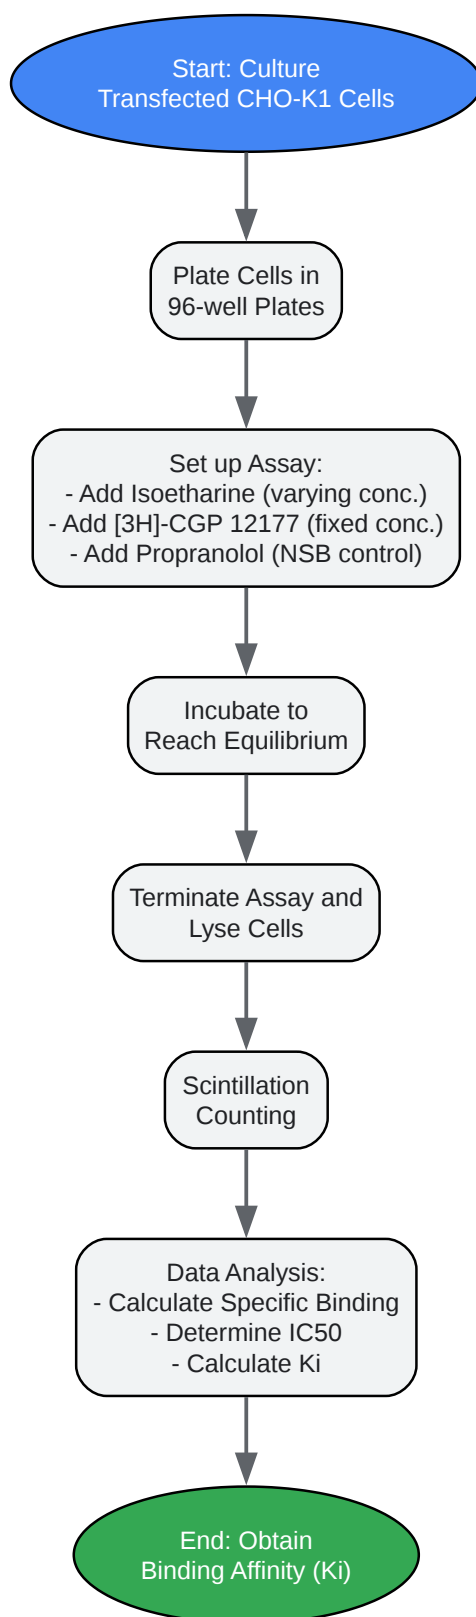 Start: Culture
Transfected CHO-K1 Cells
Plate Cells in
96-well Plates
Set up Assay:
- Add Isoetharine (varying conc.)
- Add [3H]-CGP 12177 (fixed conc.)
- Add Propranolol (NSB control)
Incubate to
Reach Equilibrium
Terminate Assay and
Lyse Cells
Scintillation
Counting
Data Analysis:
- Calculate Specific Binding
- Determine IC50
- Calculate Ki
End: Obtain
Binding Affinity (Ki)